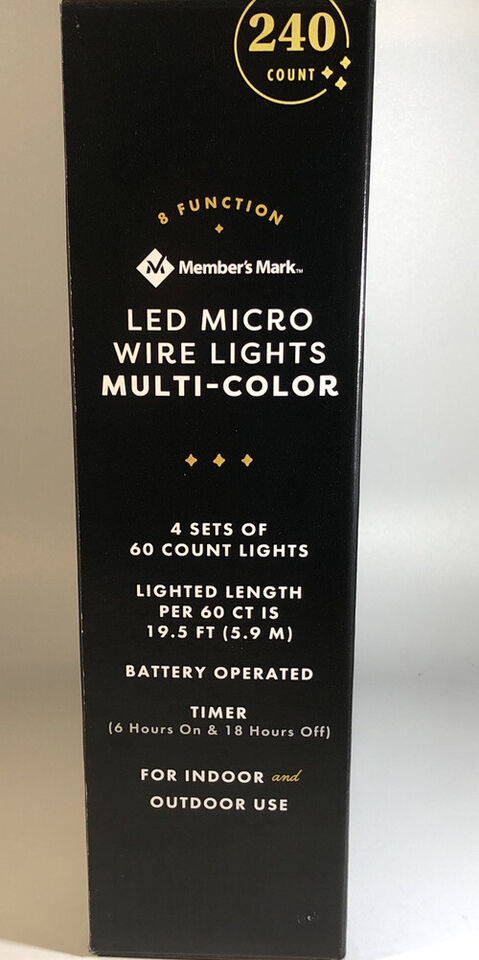 240
COUNT
8 FUNCTION
Member's Mark™
LED MICRO
WIRE LIGHTS
MULTI-COLOR
4 SETS OF
60 COUNT LIGHTS
LIGHTED LENGTH
PER 60 CT IS
19.5 FT (5.9 M)
BATTERY OPERATED
TIMER
(6 Hours On & 18 Hours Off)
FOR INDOOR and
OUTDOOR USE